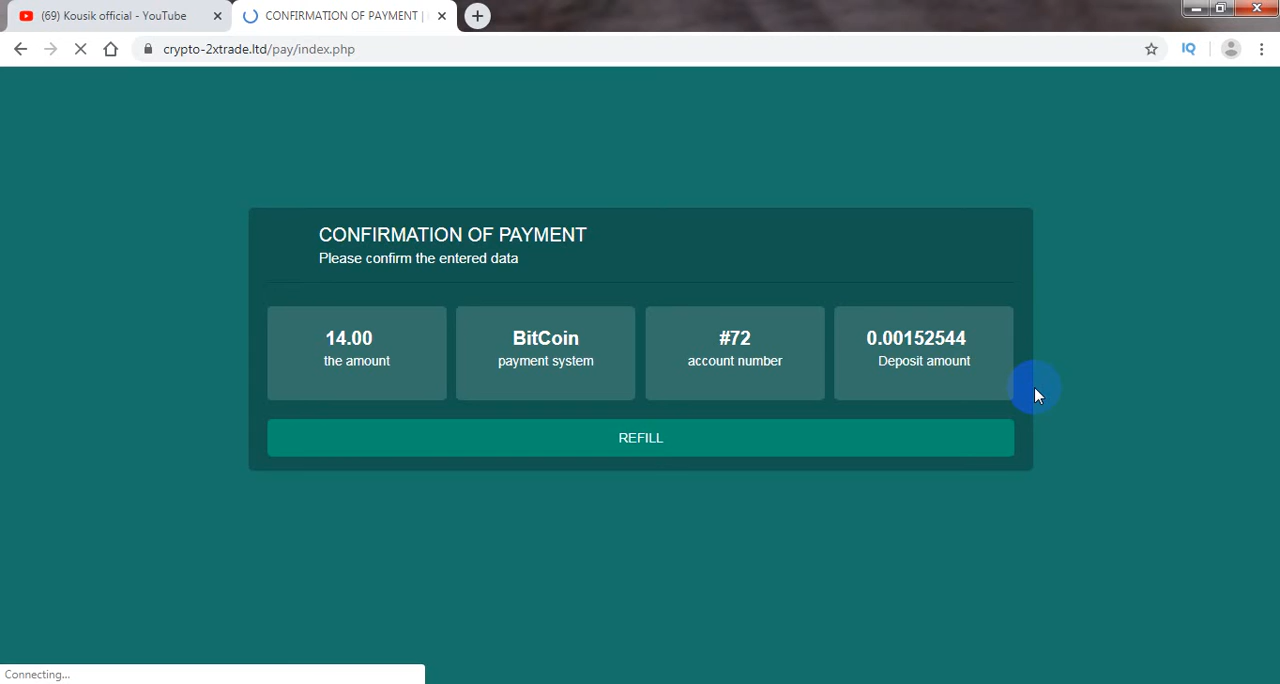 (69) Kousik official - YouTube
CONFIRMATION OF PAYMENT |
crypto-2xtrade.ltd/pay/index.php
IQ
CONFIRMATION OF PAYMENT
Please confirm the entered data
14.00
the amount
BitCoin
payment system
#72
account number
0.00152544
Deposit amount
REFILL
Connecting...